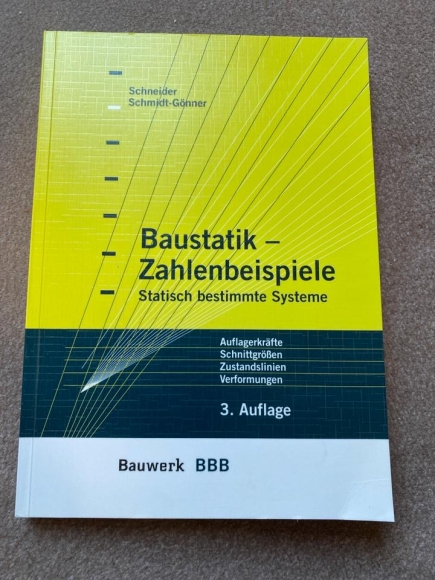 Schneider
Schmidt-Gönner
Baustatik –
Zahlenbeispiele
Statisch bestimmte Systeme
Auflagerkräfte
Schnittgrößen
Zustandslinien
Verformungen
3. Auflage
Bauwerk BBB